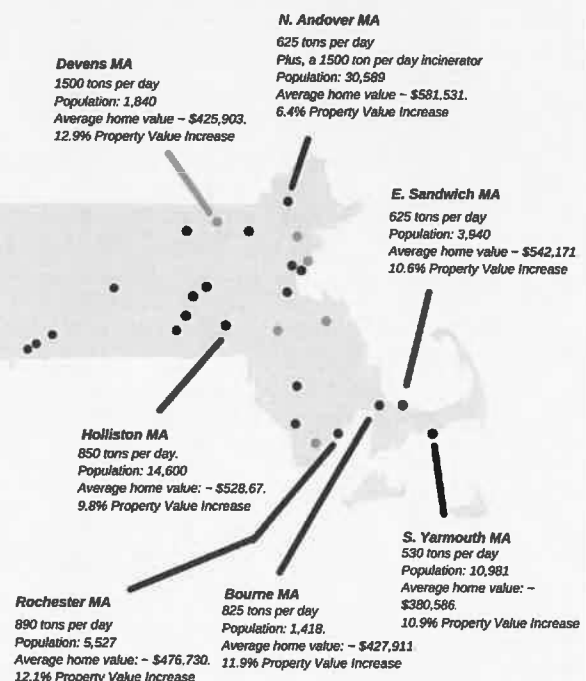 N. Andover MA
625 tons per day
Plus, a 1500 ton per day incinerator
Population: 30,589
Average home value ~ $581,531.
6.4% Property Value Increase
Devens MA
1500 tons per day
Population: 1,840
Average home value ~ $425,903.
12.9% Property Value Increase
E. Sandwich MA
625 tons per day
Population: 3,940
Average home value ~ $542,171
10.6% Property Value Increase
Holliston MA
850 tons per day.
Population: 14,600
Average home value: ~ $528.67.
9.8% Property Value Increase
S. Yarmouth MA
530 tons per day
Population: 10,981
Average home value: ~
$380,586.
10.9% Property Value Increase
Rochester MA
890 tons per day
Population: 5,527
Average home value: ~ $476,730.
12.1% Property Value Increase
Bourne MA
825 tons per day
Population: 1,418.
Average home value: ~ $427,911
11.9% Property Value Increase